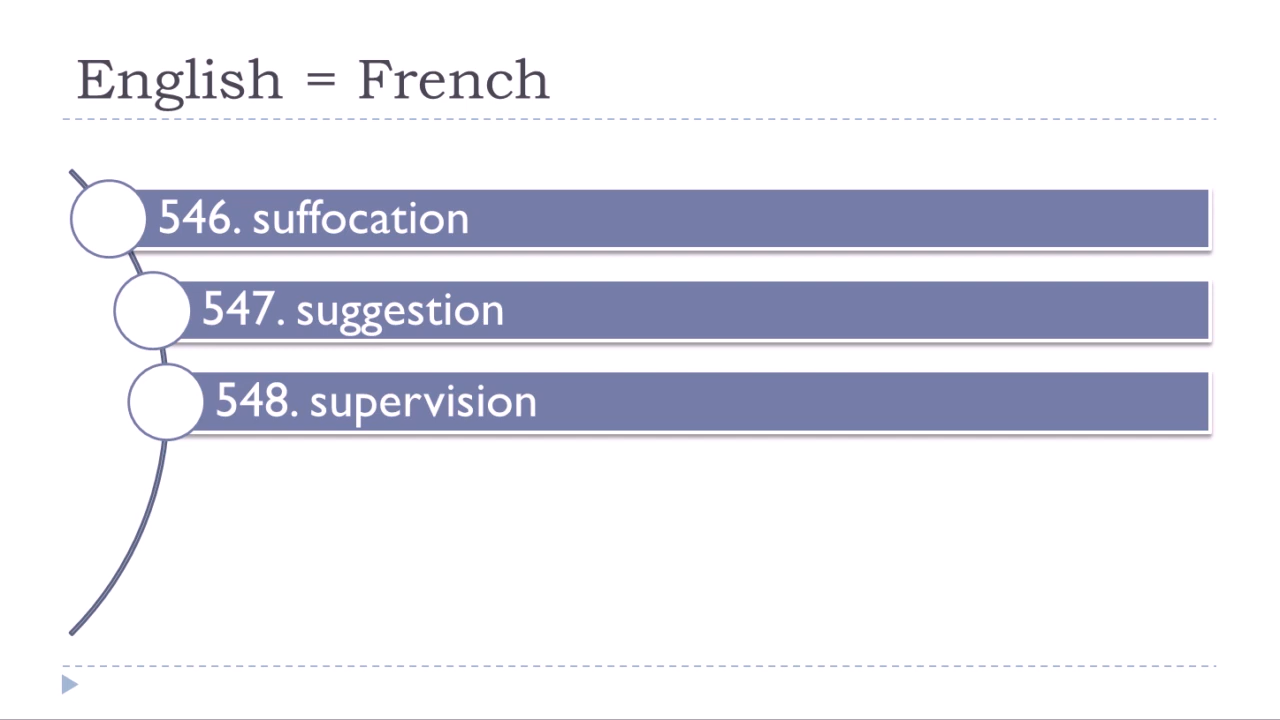 English = French
546. suffocation
547. suggestion
548. supervision